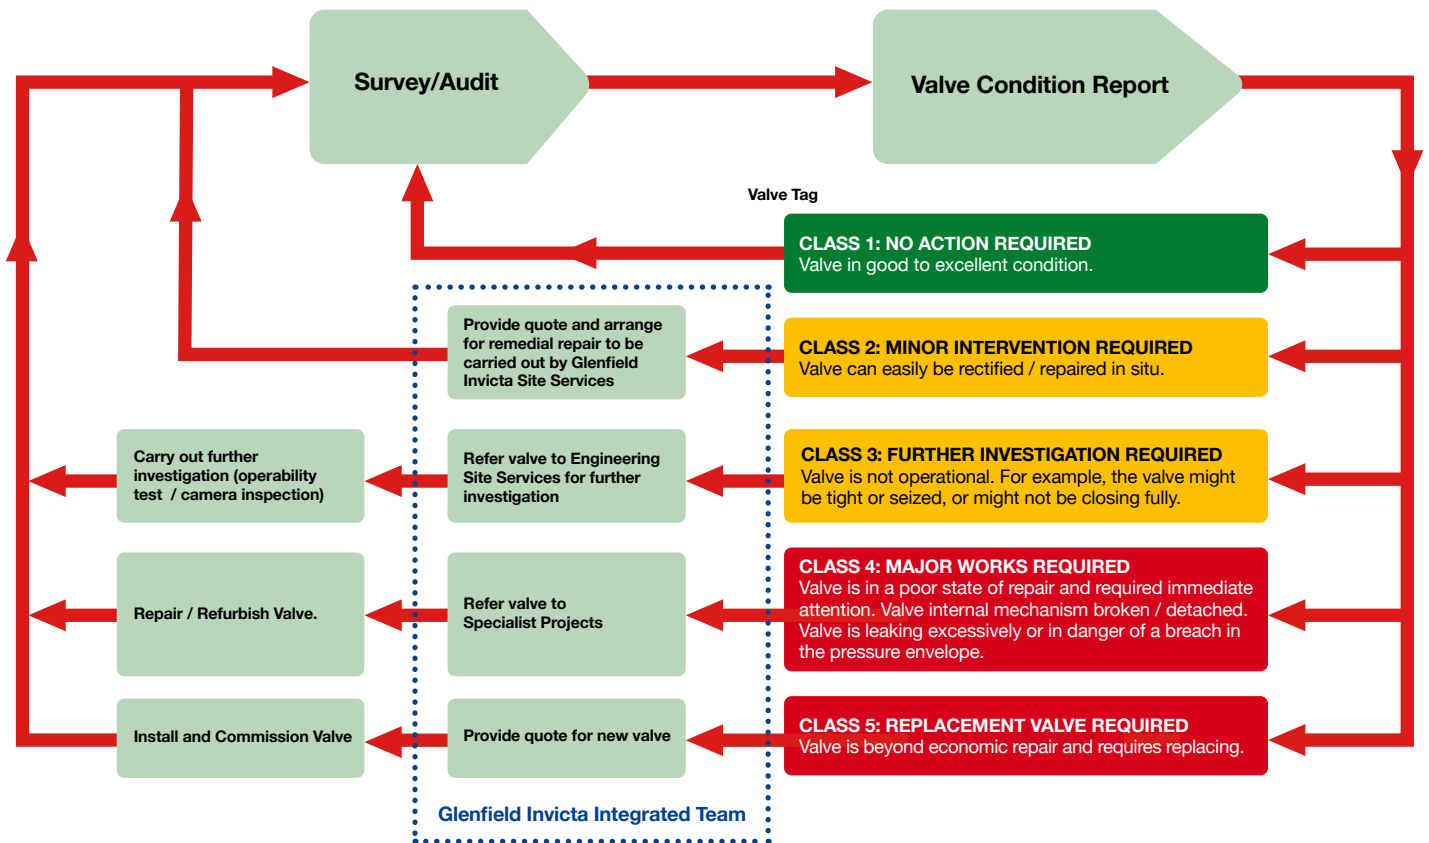 Survey/Audit
Valve Condition Report
Valve Tag
CLASS 1: NO ACTION REQUIRED
Valve in good to excellent condition.
Provide quote and arrange
for remedial repair to be
carried out by Glenfield
Invicta Site Services
CLASS 2: MINOR INTERVENTION REQUIRED
Valve can easily be rectified / repaired in situ.
Carry out further
investigation (operability
test / camera inspection)
Refer valve to Engineering
Site Services for further
investigation
CLASS 3: FURTHER INVESTIGATION REQUIRED
Valve is not operational. For example, the valve might
be tight or seized, or might not be closing fully.
Repair / Refurbish Valve.
Refer valve to
Specialist Projects
CLASS 4: MAJOR WORKS REQUIRED
Valve is in a poor state of repair and required immediate
attention. Valve internal mechanism broken / detached.
Valve is leaking excessively or in danger of a breach in
the pressure envelope.
Install and Commission Valve
Provide quote for new valve
CLASS 5: REPLACEMENT VALVE REQUIRED
Valve is beyond economic repair and requires replacing.
Glenfield Invicta Integrated Team